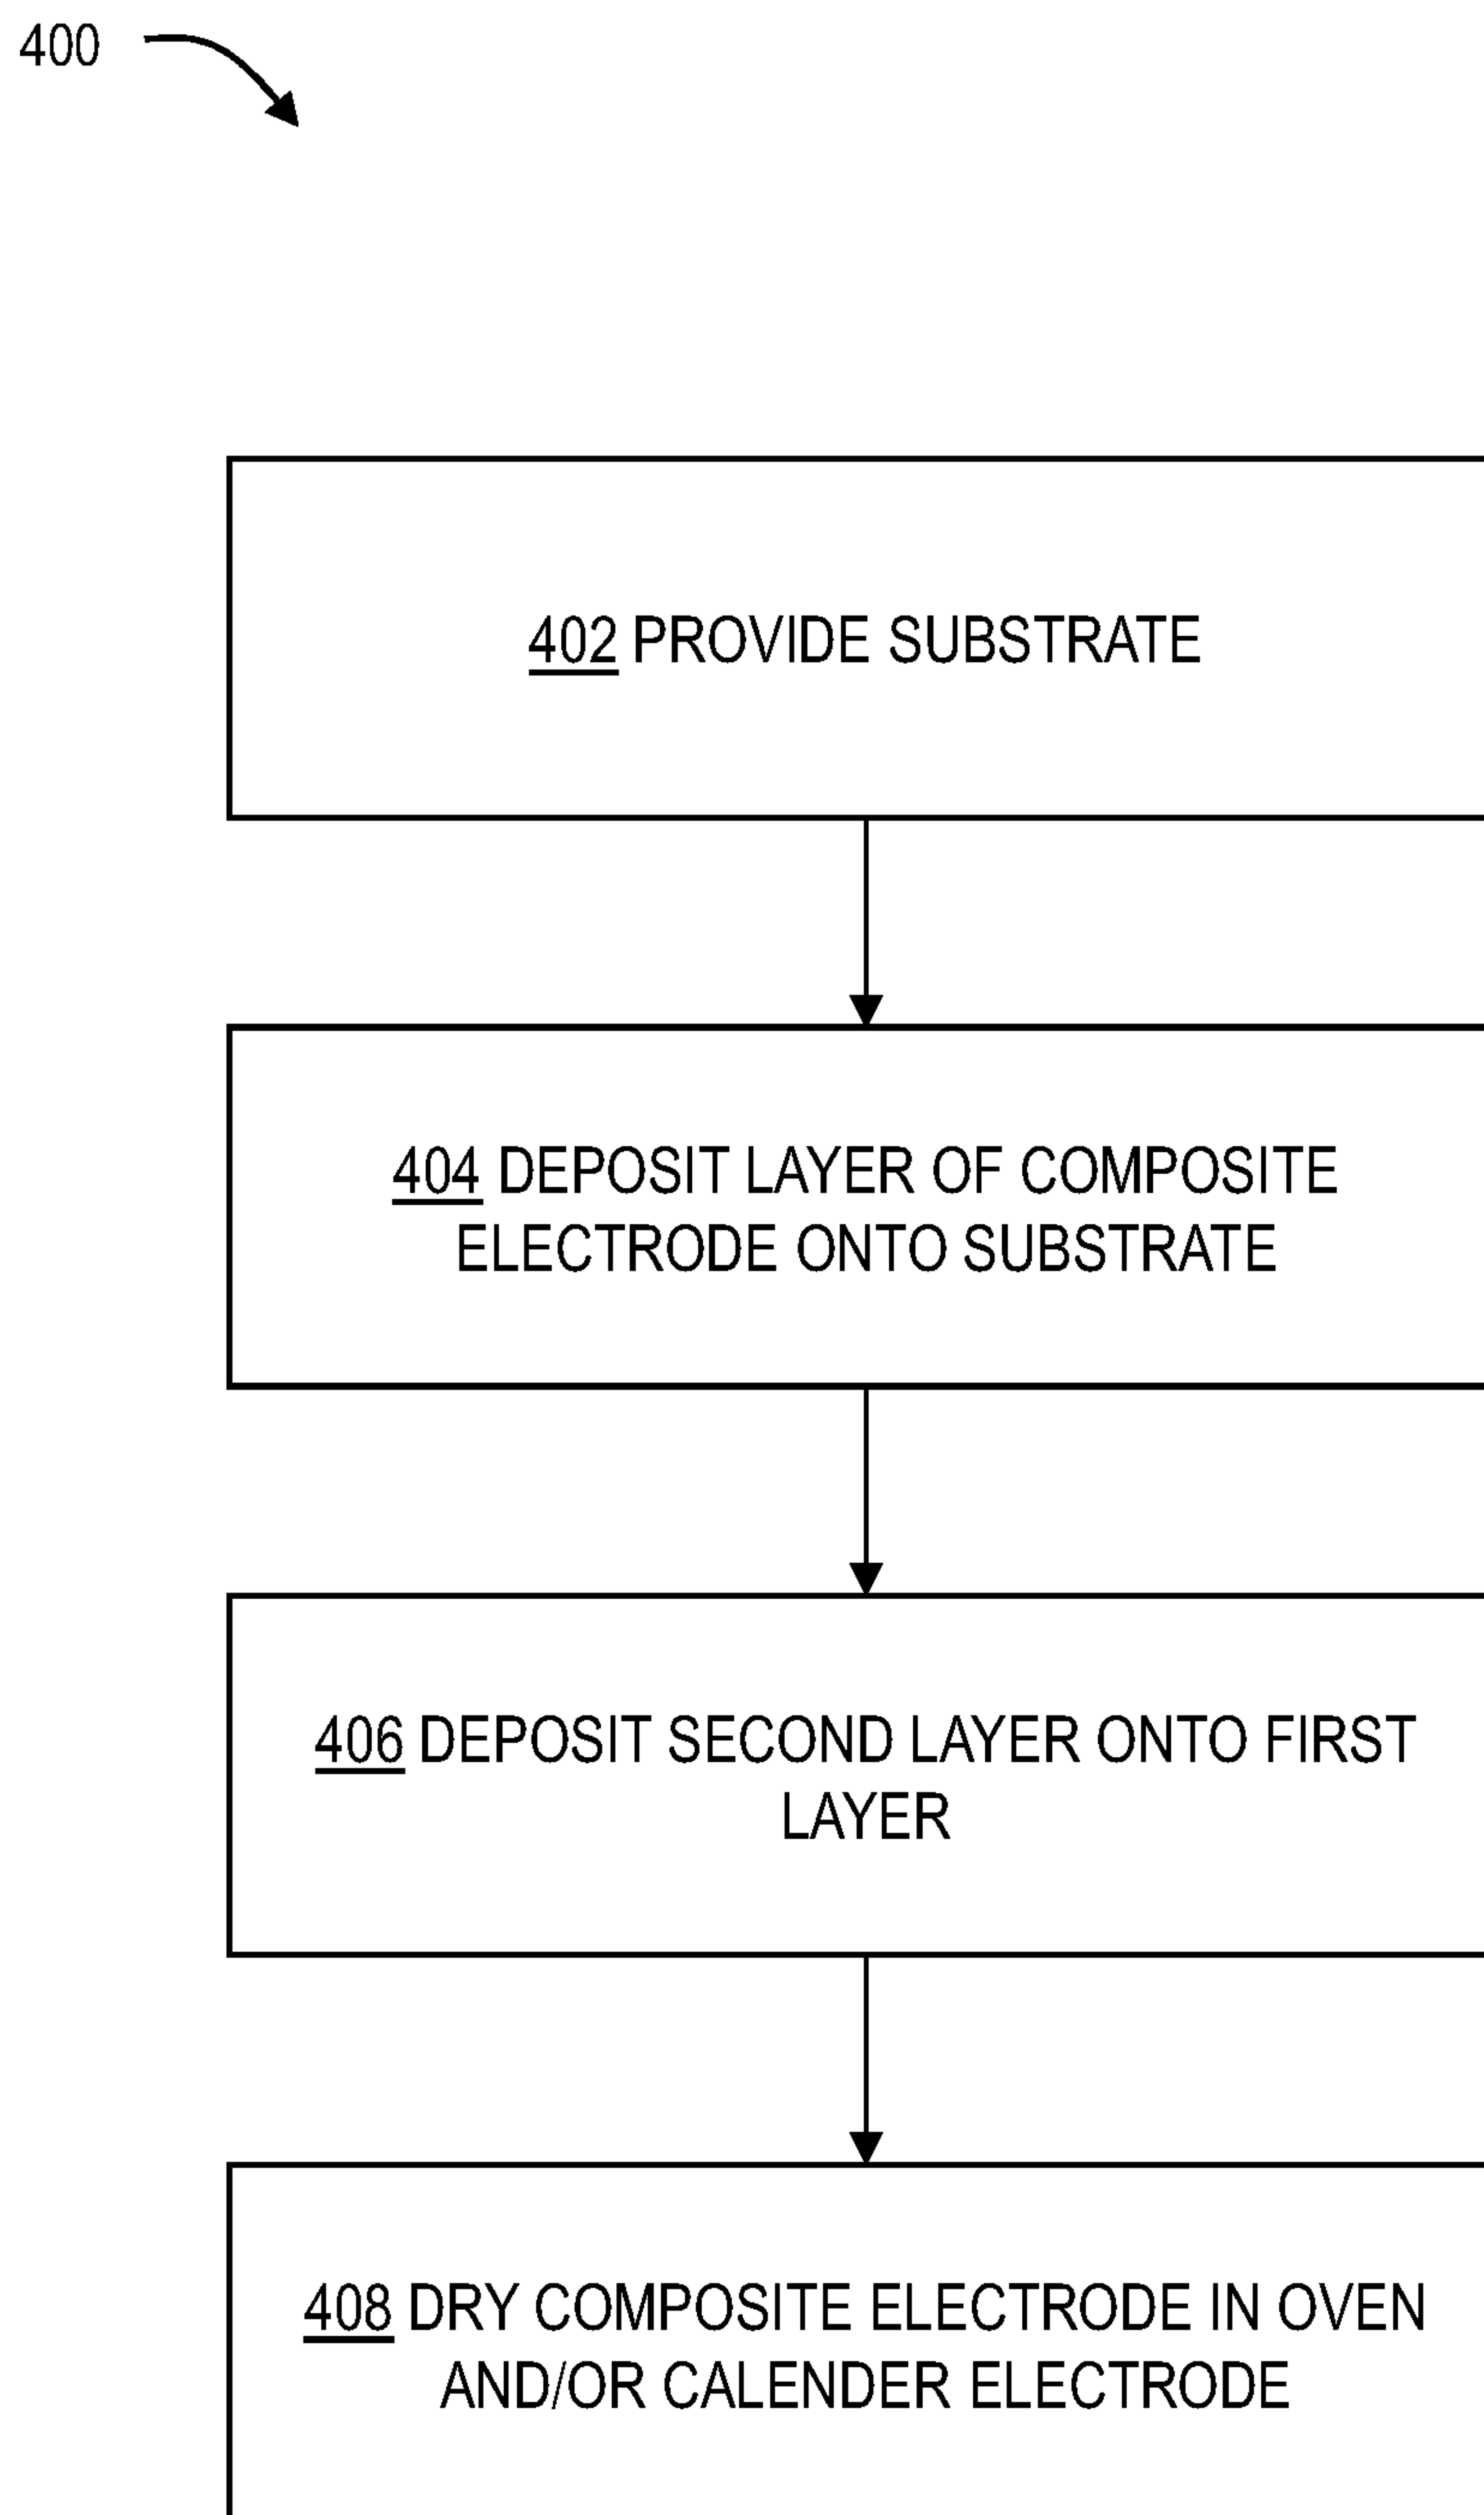 400
402 PROVIDE SUBSTRATE
404 DEPOSIT LAYER OF COMPOSITE
ELECTRODE ONTO SUBSTRATE
406 DEPOSIT SECOND LAYER ONTO FIRST
LAYER
408 DRY COMPOSITE ELECTRODE IN OVEN
AND/OR CALENDER ELECTRODE